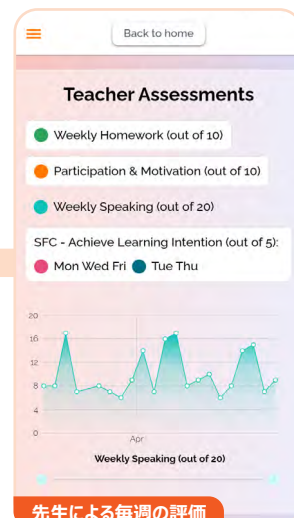 Back to home
Teacher Assessments
Weekly Homework (out of 10)
Participation & Motivation (out of 10)
Weekly Speaking (out of 20)
SFC - Achieve Learning Intention (out of 5):
Mon Wed Fri Tue Thu
20
16
12
8
4
0
Apr
Weekly Speaking (out of 20)
先生による毎週の評価